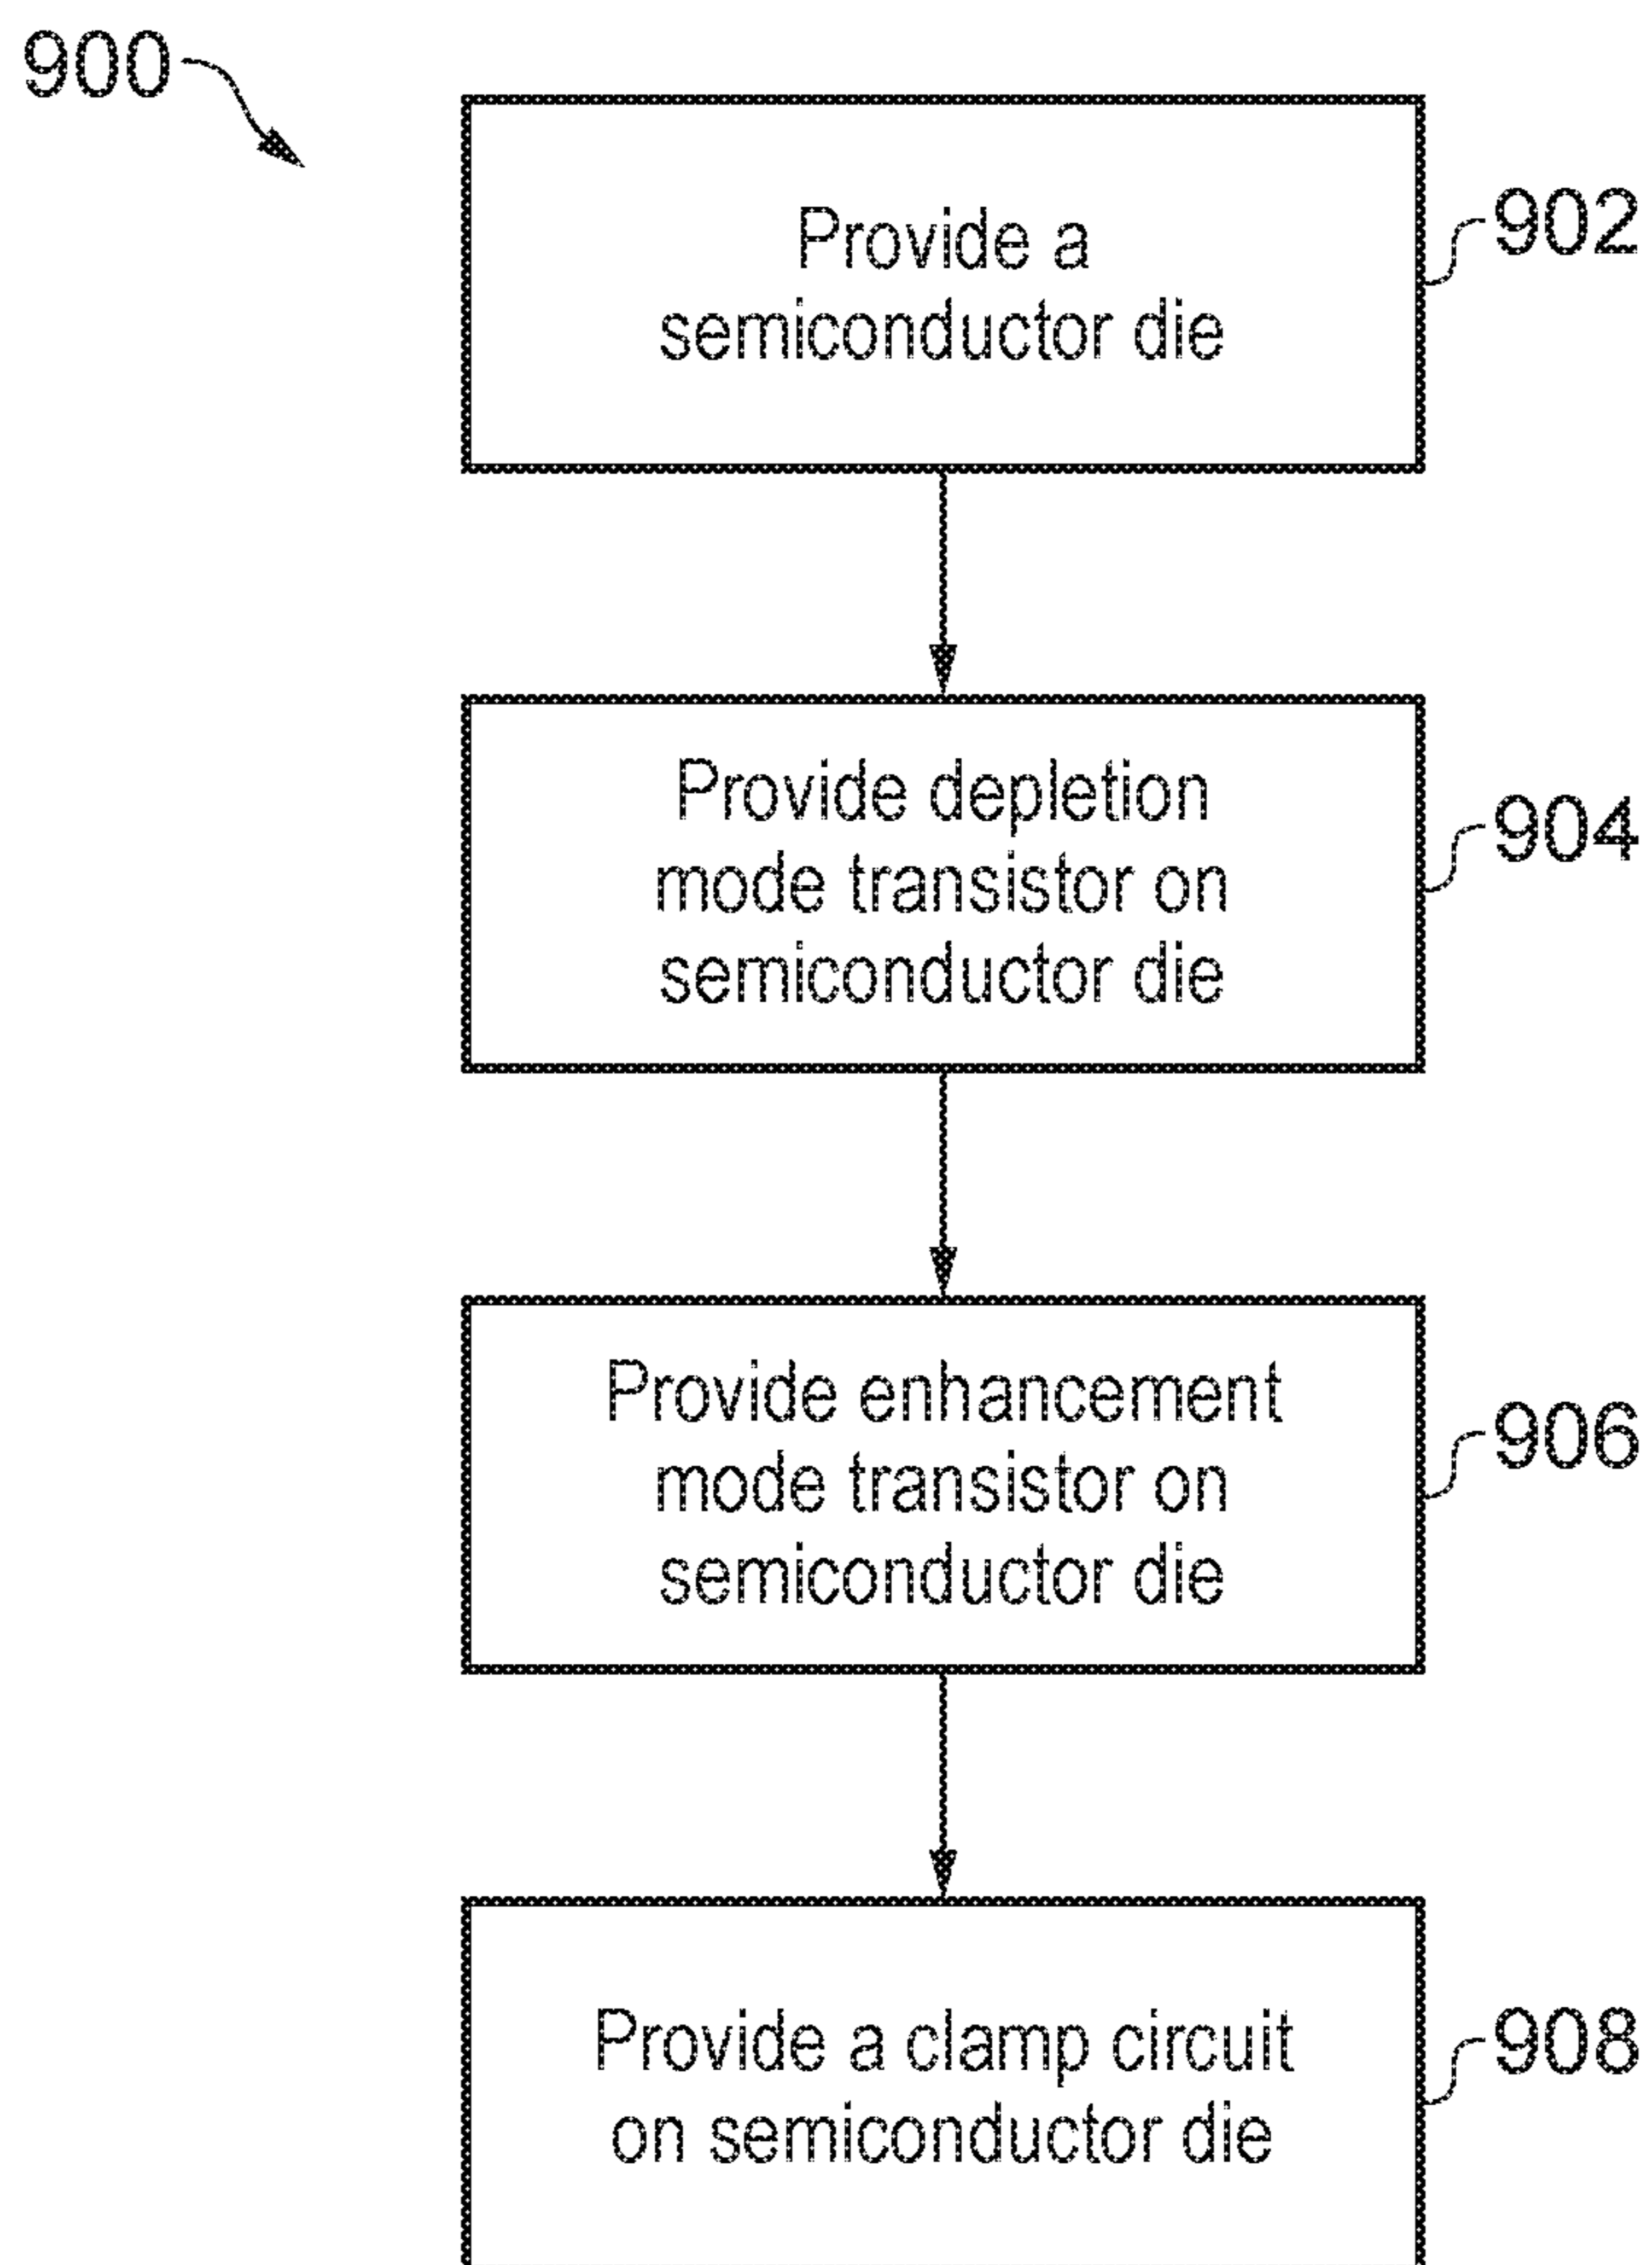 900
Provide a
semiconductor die
902
Provide depletion
mode transistor on
semiconductor die
904
Provide enhancement
mode transistor on
semiconductor die
906
Provide a clamp circuit
on semiconductor die
908